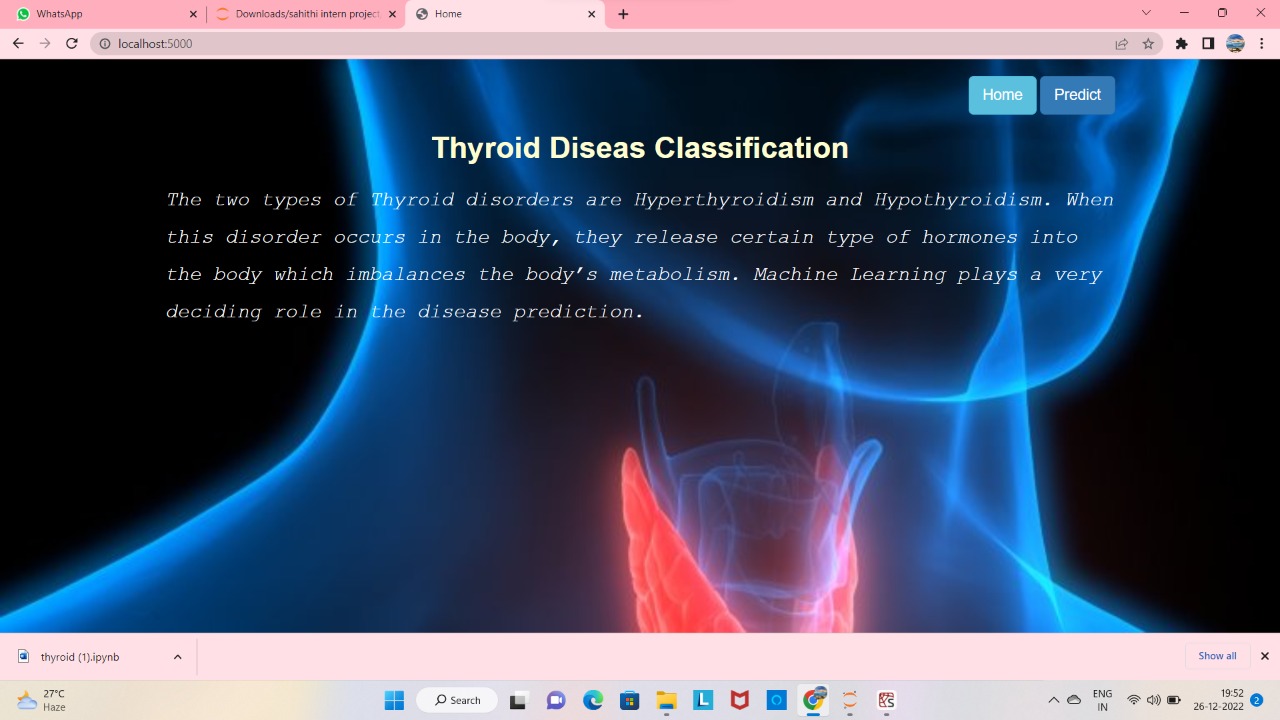 WhatsApp
Downloads/sahithi intern project
Home
localhost:5000
Home
Predict
Thyroid Diseas Classification
The two types of Thyroid disorders are Hyperthyroidism and Hypothyroidism. When
this disorder occurs in the body, they release certain type of hormones into
the body which imbalances the body’s metabolism. Machine Learning plays a very
deciding role in the disease prediction.
thyroid (1).ipynb
Show all
27°C
Haze
Search
L
S
ENG
IN
19:52
26-12-2022
2